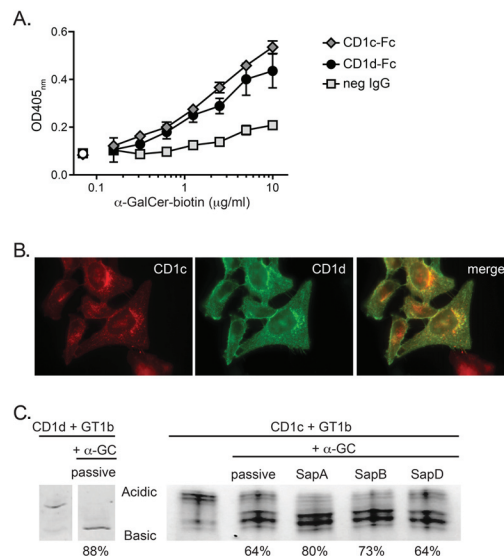 A.
0.6
0.4
0.2
0.0
OD405nm
0.1
1
10
α-GalCer-biotin (μg/ml)
CD1c-Fc
CD1d-Fc
neg IgG
B.
CD1c
CD1d
merge
C.
CD1d + GT1b
+ α-GC
passive
88%
Acidic
Basic
CD1c + GT1b
+ α-GC
passive SapA SapB SapD
64% 80% 73% 64%